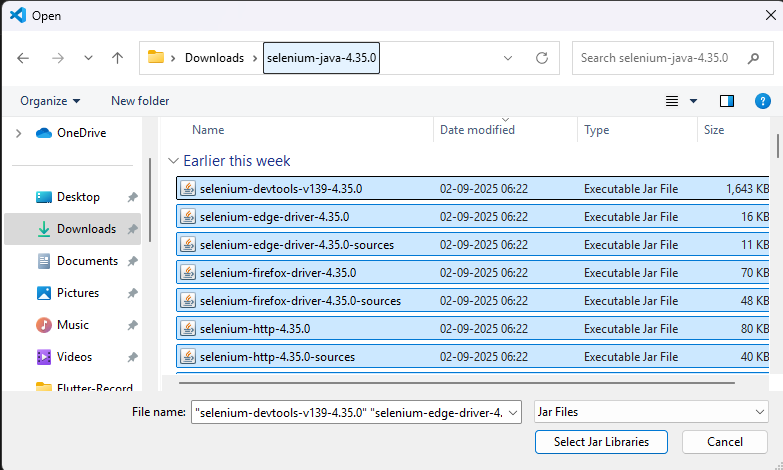 Open
Downloads > selenium-java-4.35.0
Search selenium-java-4.35.0
Organize New folder
?
Name Date modified Type Size
OneDrive
Desktop
Downloads
Documents
Pictures
Music
Videos
Flutter-Record
Earlier this week
selenium-devtools-v139-4.35.0 02-09-2025 06:22 Executable Jar File 1,643 KB
selenium-edge-driver-4.35.0 02-09-2025 06:22 Executable Jar File 16 KB
selenium-edge-driver-4.35.0-sources 02-09-2025 06:22 Executable Jar File 11 KB
selenium-firefox-driver-4.35.0 02-09-2025 06:22 Executable Jar File 70 KB
selenium-firefox-driver-4.35.0-sources 02-09-2025 06:22 Executable Jar File 48 KB
selenium-http-4.35.0 02-09-2025 06:22 Executable Jar File 80 KB
selenium-http-4.35.0-sources 02-09-2025 06:22 Executable Jar File 40 KB
File name: "selenium-devtools-v139-4.35.0" "selenium-edge-driver-4. Jar Files
Select Jar Libraries Cancel